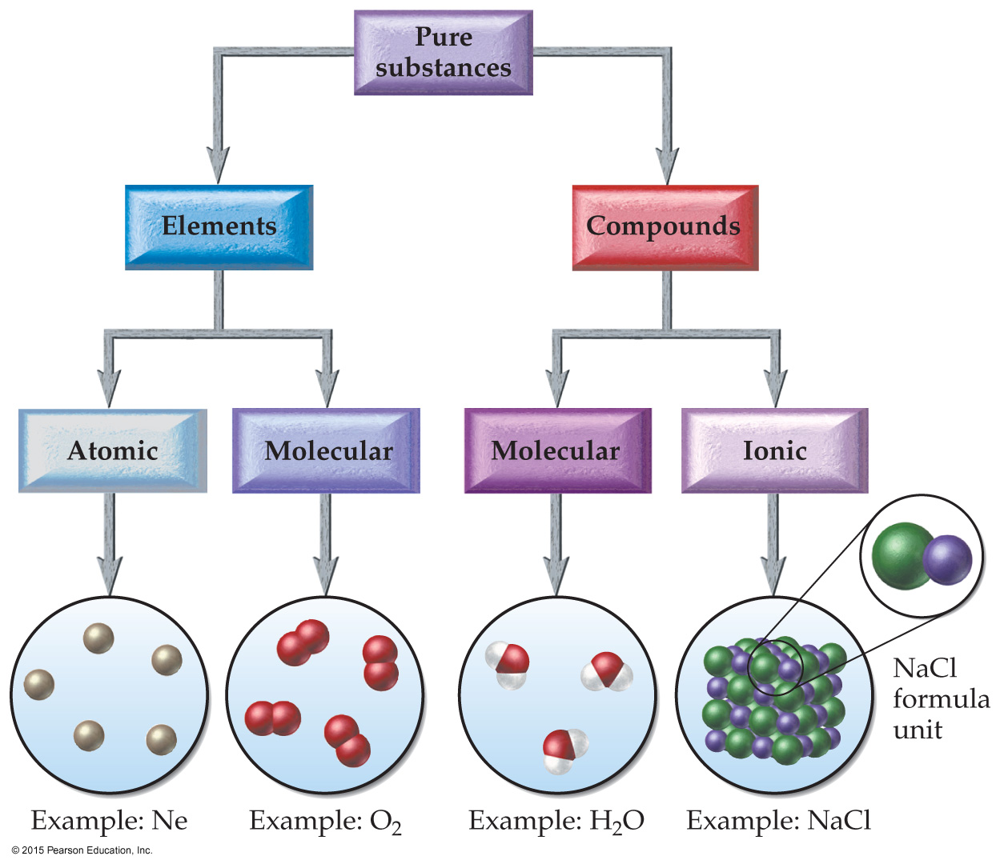 Pure
substances
Elements
Compounds
Atomic
Molecular
Molecular
Ionic
NaCl
formula
unit
Example: Ne
Example: O₂
Example: H₂O
Example: NaCl
© 2015 Pearson Education, Inc.